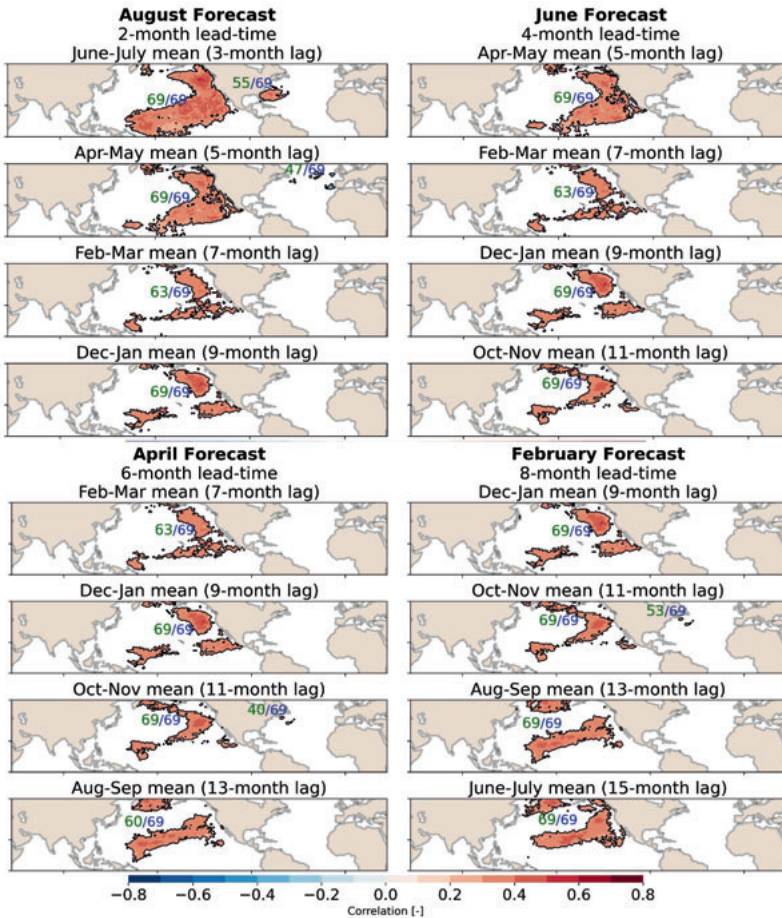 August Forecast
2-month lead-time
June-July mean (3-month lag)
69/69
55/69
Apr-May mean (5-month lag)
69/69
47/69
Feb-Mar mean (7-month lag)
63/69
Dec-Jan mean (9-month lag)
69/69
June Forecast
4-month lead-time
Apr-May mean (5-month lag)
69/69
Feb-Mar mean (7-month lag)
63/69
Dec-Jan mean (9-month lag)
69/69
Oct-Nov mean (11-month lag)
69/69
April Forecast
6-month lead-time
Feb-Mar mean (7-month lag)
63/69
Dec-Jan mean (9-month lag)
69/69
Oct-Nov mean (11-month lag)
69/69
40/69
Aug-Sep mean (13-month lag)
60/69
February Forecast
8-month lead-time
Dec-Jan mean (9-month lag)
69/69
Oct-Nov mean (11-month lag)
69/69
53/69
Aug-Sep mean (13-month lag)
69/69
June-July mean (15-month lag)
69/69
−0.8 −0.6 −0.4 −0.2 0.0 0.2 0.4 0.6 0.8
Correlation [-]